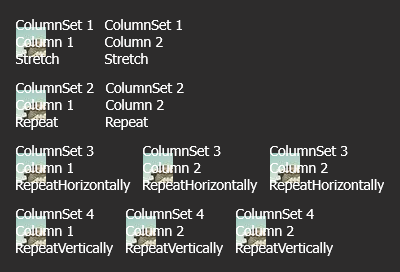 ColumnSet 1 ColumnSet 1
Column 1 Column 2
Stretch Stretch
ColumnSet 2 ColumnSet 2
Column 1 Column 2
Repeat Repeat
ColumnSet 3 ColumnSet 3 ColumnSet 3
Column 1 Column 2 Column 2
RepeatHorizontally RepeatHorizontally RepeatHorizontally
ColumnSet 4 ColumnSet 4 ColumnSet 4
Column 1 Column 2 Column 2
RepeatVertically RepeatVertically RepeatVertically